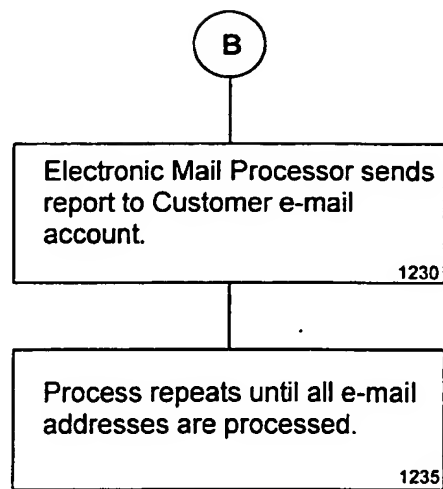 B
Electronic Mail Processor sends
report to Customer e-mail
account.
1230
Process repeats until all e-mail
addresses are processed.
1235